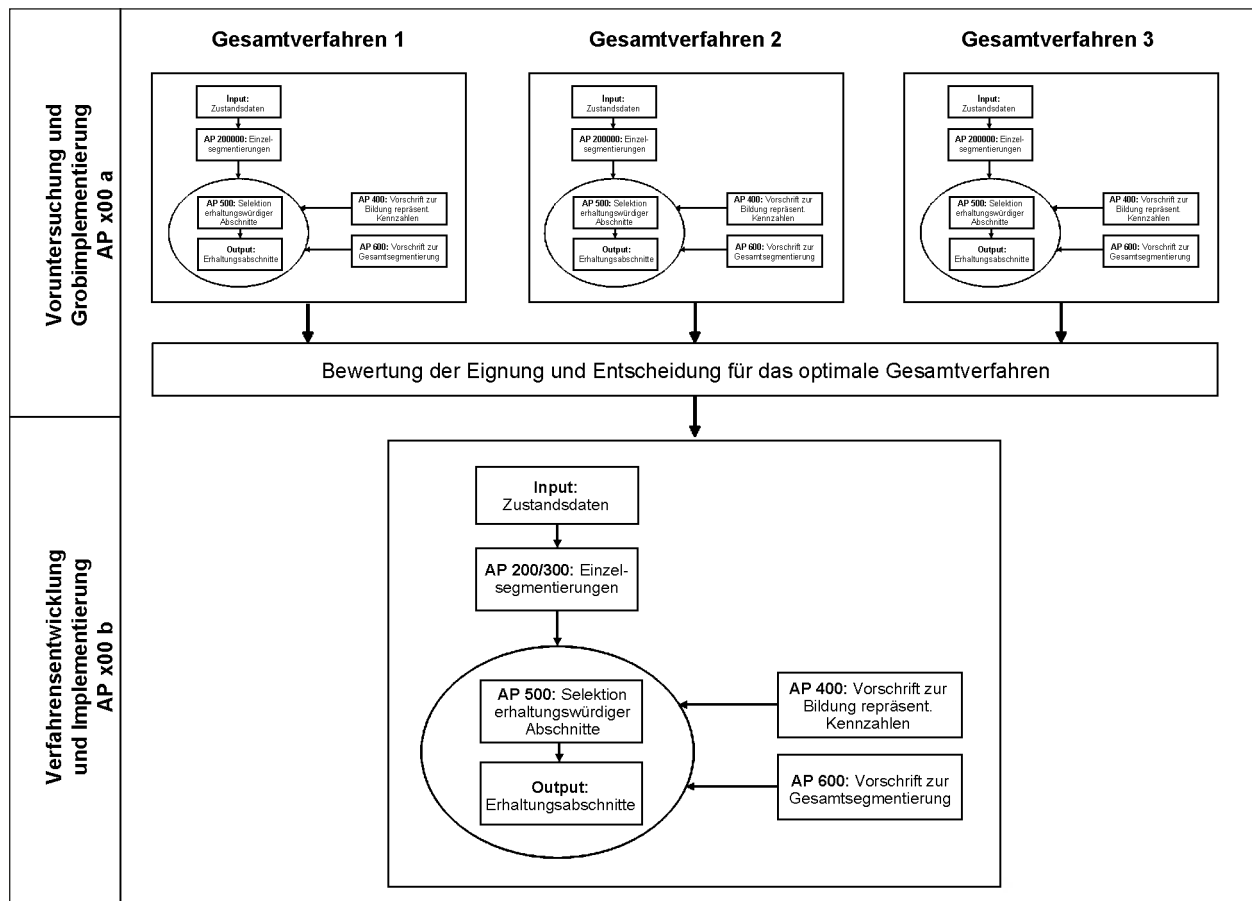 Voruntersuchung und
Grobimplementierung
AP x00 a
Gesamtverfahren 1
Input:
Zustandsdaten
AP 200000: Einzel-
segmentierungen
AP 500: Selektion
erhaltungswürdiger
Abschnitte
Output:
Erhaltungsabschnitte
AP 400: Vorschrift zur
Bildung repräsent.
Kennzahlen
AP 600: Vorschrift zur
Gesamtsegmentierung
Gesamtverfahren 2
Input:
Zustandsdaten
AP 200000: Einzel-
segmentierungen
AP 500: Selektion
erhaltungswürdiger
Abschnitte
Output:
Erhaltungsabschnitte
AP 400: Vorschrift zur
Bildung repräsent.
Kennzahlen
AP 600: Vorschrift zur
Gesamtsegmentierung
Gesamtverfahren 3
Input:
Zustandsdaten
AP 200000: Einzel-
segmentierungen
AP 500: Selektion
erhaltungswürdiger
Abschnitte
Output:
Erhaltungsabschnitte
AP 400: Vorschrift zur
Bildung repräsent.
Kennzahlen
AP 600: Vorschrift zur
Gesamtsegmentierung
Bewertung der Eignung und Entscheidung für das optimale Gesamtverfahren
Verfahrensentwicklung
und Implementierung
AP x00 b
Input:
Zustandsdaten
AP 200/300: Einzel-
segmentierungen
AP 500: Selektion
erhaltungswürdiger
Abschnitte
Output:
Erhaltungsabschnitte
AP 400: Vorschrift zur
Bildung repräsent.
Kennzahlen
AP 600: Vorschrift zur
Gesamtsegmentierung